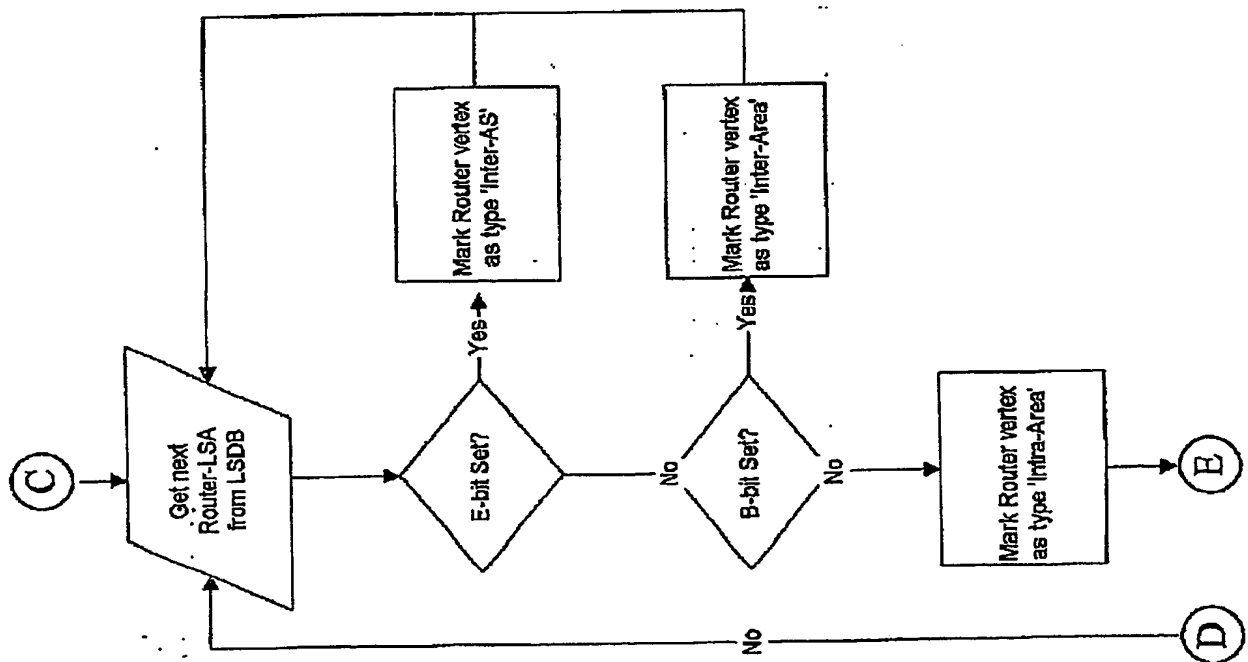 C
Get next
Router-LSA
from LSDB
E-bit Set?
Yes
Mark Router vertex
as type 'Inter-AS'
No
B-bit Set?
Yes
Mark Router vertex
as type 'Inter-Area'
No
Mark Router vertex
as type 'Intra-Area'
E
No
D